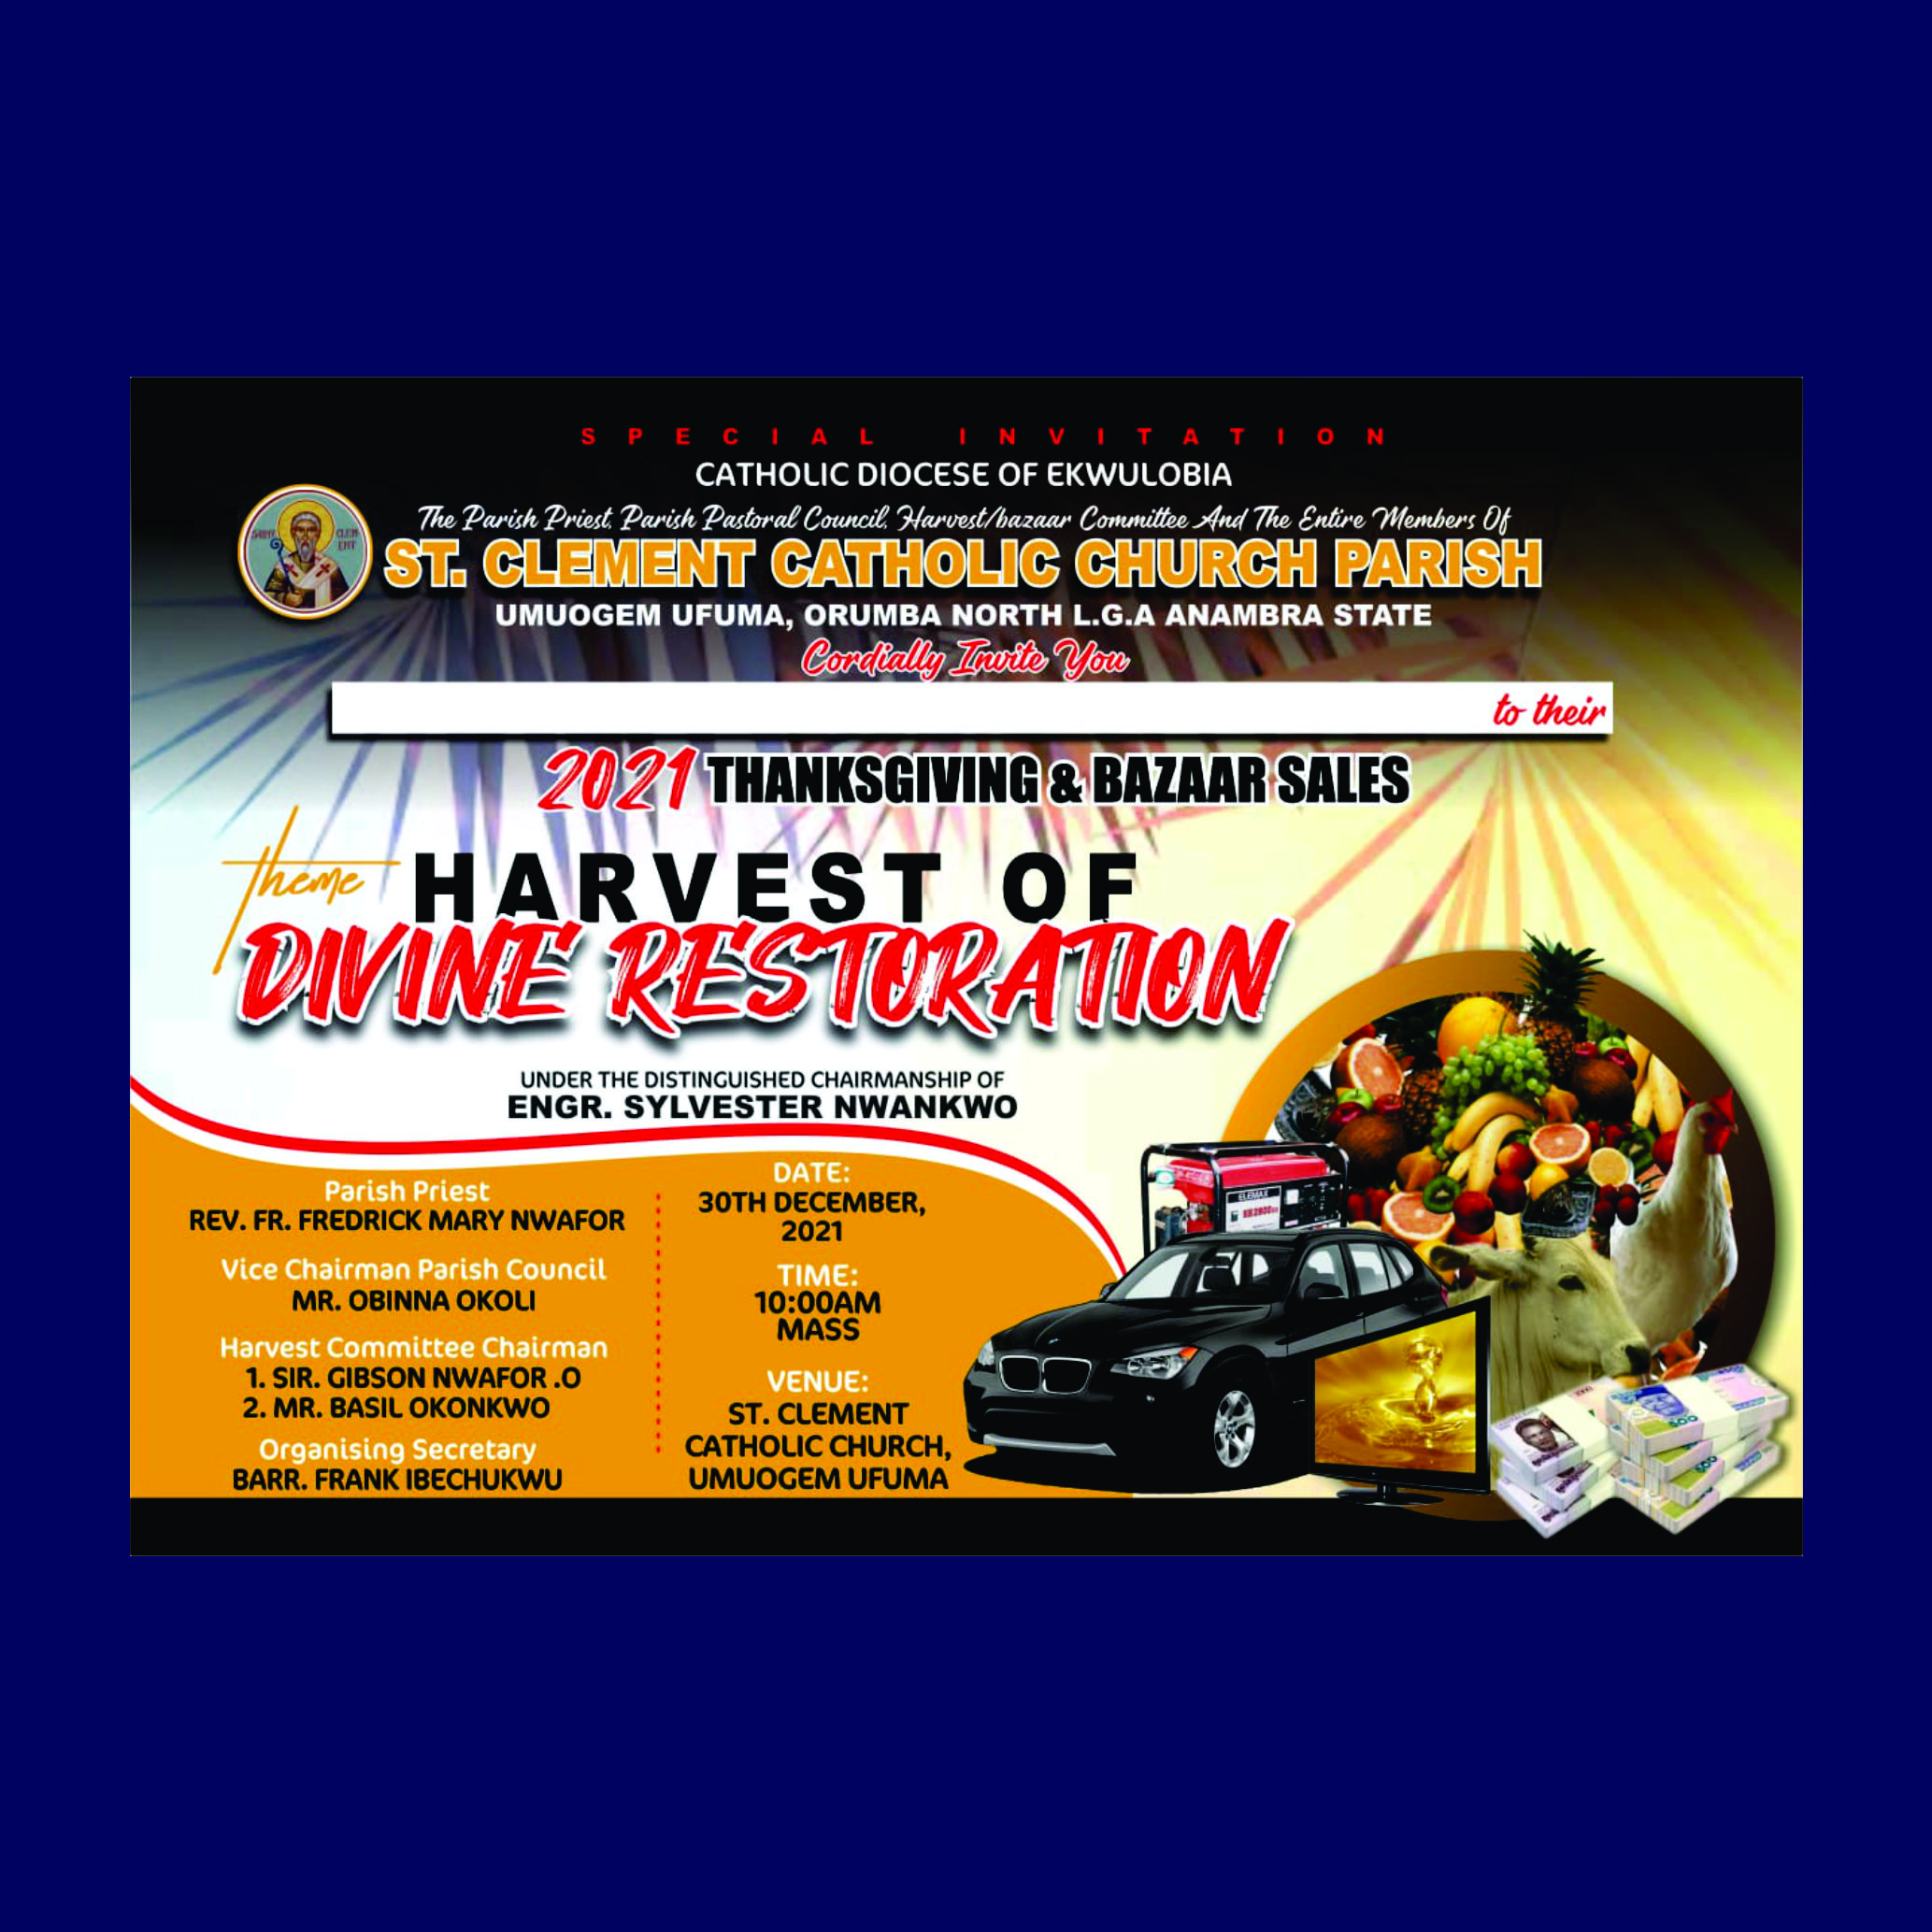 SPECIAL INVITATION
CATHOLIC DIOCESE OF EKWULOBIA
The Parish Priest, Parish Pastoral Council, Harvest/bazaar Committee And The Entire Members Of
SAINT CLEM
ENT
ST. CLEMENT CATHOLIC CHURCH PARISH
UMUOGEM UFUMA, ORUMBA NORTH L.G.A ANAMBRA STATE
Cordially Invite You
to their
2021 THANKSGIVING & BAZAAR SALES
theme HARVEST OF
DIVINE RESTORATION
UNDER THE DISTINGUISHED CHAIRMANSHIP OF
ENGR. SYLVESTER NWANKWO
Parish Priest
REV. FR. FREDRICK MARY NWAFOR
Vice Chairman Parish Council
MR. OBINNA OKOLI
Harvest Committee Chairman
1. SIR. GIBSON NWAFOR .O
2. MR. BASIL OKONKWO
Organising Secretary
BARR. FRANK IBECHUKWU
DATE:
30TH DECEMBER,
2021
TIME:
10:00AM
MASS
VENUE:
ST. CLEMENT
CATHOLIC CHURCH,
UMUOGEM UFUMA
ELEMAX